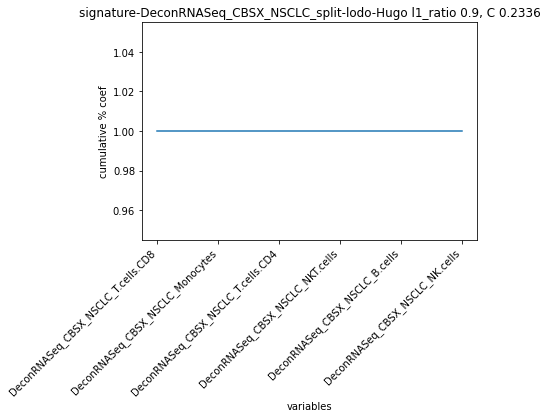 signature-DeconRNASeq_CBSX_NSCLC_split-lodo-Hugo l1_ratio 0.9, C 0.2336
1.04
1.02
1.00
0.98
0.96
cumulative % coef
DeconRNASeq_CBSX_NSCLC_T.cells.CD8
DeconRNASeq_CBSX_NSCLC_Monocytes
DeconRNASeq_CBSX_NSCLC_T.cells.CD4
DeconRNASeq_CBSX_NSCLC_NKT.cells
DeconRNASeq_CBSX_NSCLC_B.cells
DeconRNASeq_CBSX_NSCLC_NK.cells
variables